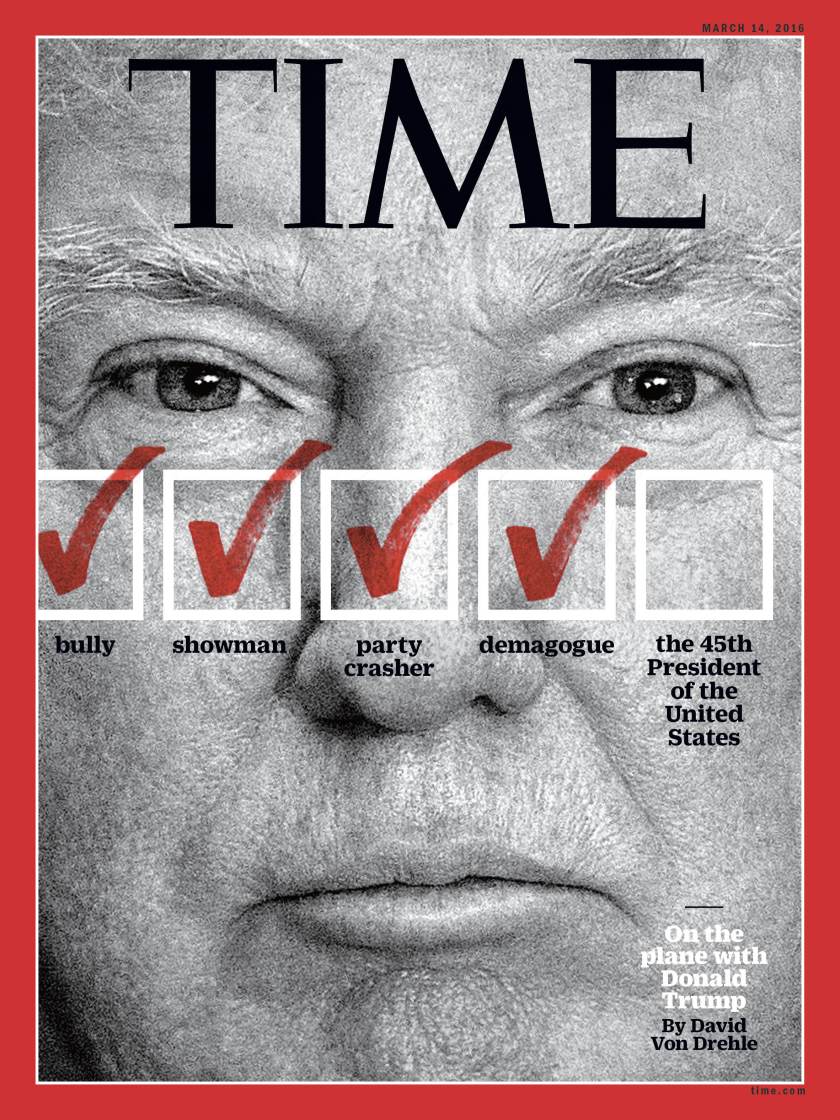 MARCH 14, 2016
TIME
bully
showman
party
crasher
demagogue
the 45th
President
of the
United
States
On the
plane with
Donald
Trump
By David
Von Drehle
time.com